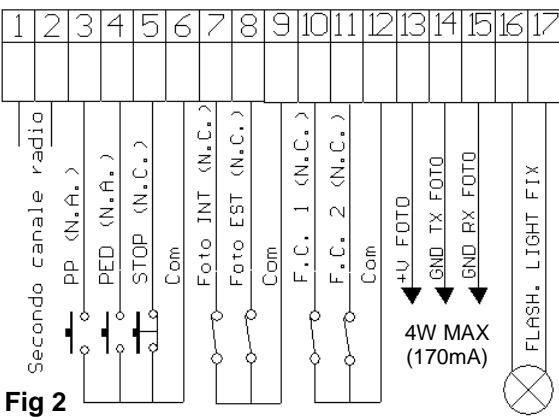 1 2 3 4 5 6 7 8 9 10 11 12 13 14 15 16 17
Secondo canale radio
PP (N.A.)
PED (N.A.)
STOP (N.C.)
Com
Foto INT (N.C.)
Foto EST (N.C.)
Com
F.C. 1 (N.C.)
F.C. 2 (N.C.)
Com
+V FOTO
GND TX FOTO
GND RX FOTO
FLASH. LIGHT FIX
4W MAX
(170mA)
Fig 2